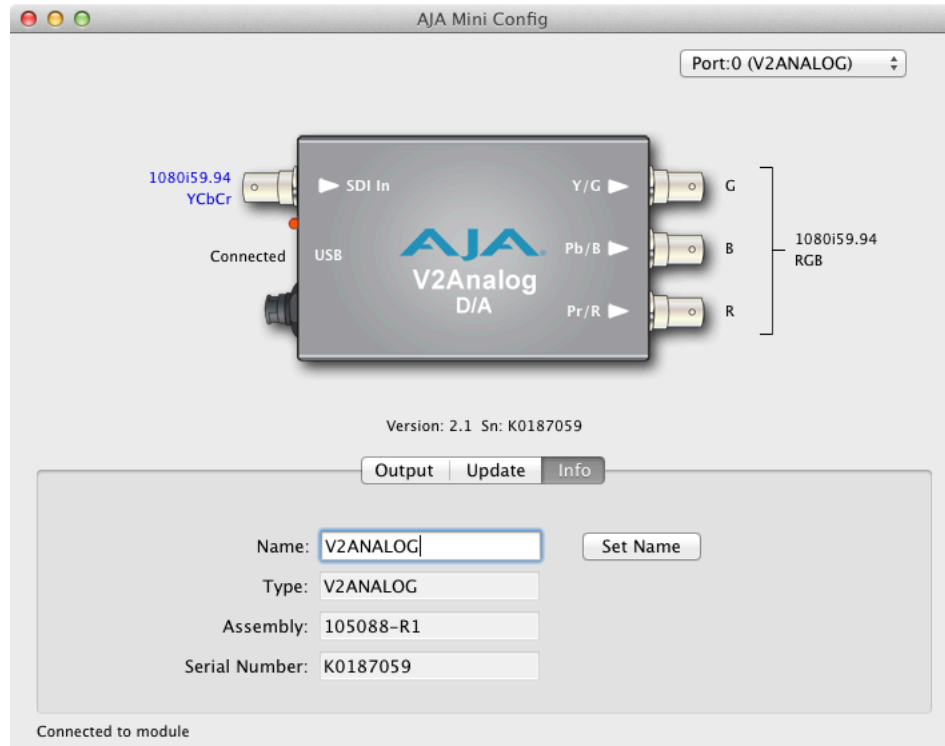 AJA Mini Config
Port:0 (V2ANALOG)
1080i59.94
YCbCr
SDI In
Y/G
G
Connected
USB
AJA
Pb/B
B
1080i59.94
RGB
V2Analog
D/A
Pr/R
R
Version: 2.1 Sn: K0187059
Output Update Info
Name: V2ANALOG Set Name
Type: V2ANALOG
Assembly: 105088-R1
Serial Number: K0187059
Connected to module